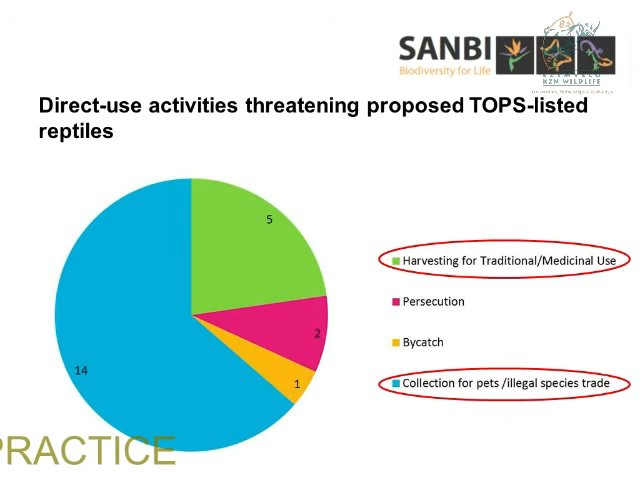 SANBI
Biodiversity for Life
KZN WILDLIFE
Direct-use activities threatening proposed TOPS-listed
reptiles
5
Harvesting for Traditional/Medicinal Use
Persecution
2
Bycatch
14
1
Collection for pets /illegal species trade
PRACTICE